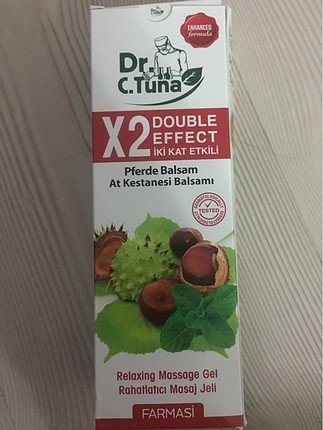 ENHANCED
formula
Dr.
C.Tuna
X2 DOUBLE
EFFECT
İKİ KAT ETKİLİ
Pferde Balsam
At Kestanesi Balsamı
TESTED
Relaxing Massage Gel
Rahatlatıcı Masaj Jeli
FARMASİ